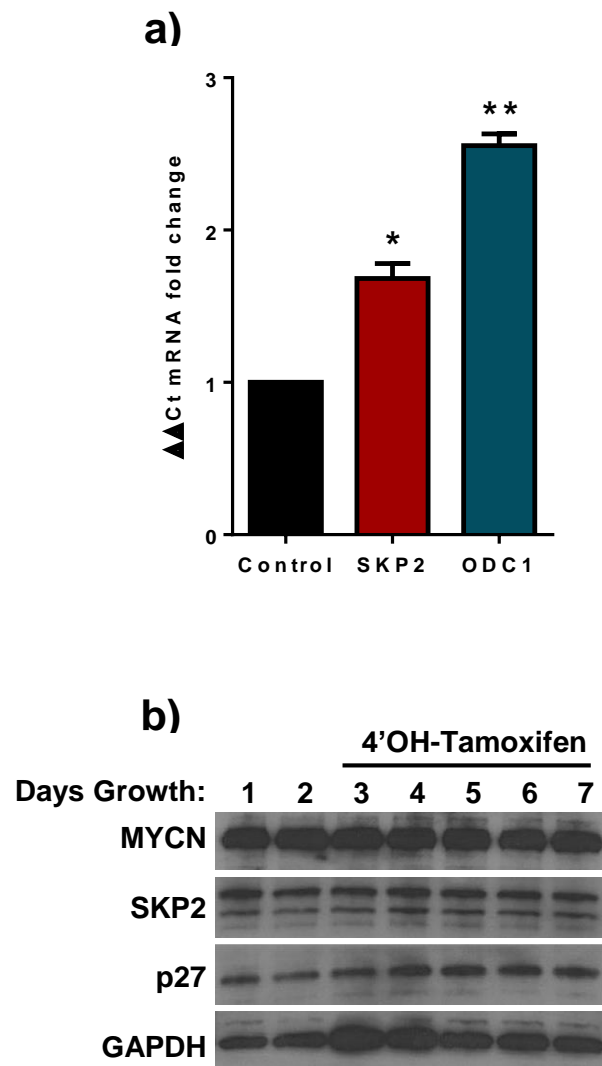 a)
3
2
1
0
▲▲Ct mRNA fold change
*
**
Control SKP2 ODC1
b)
4’OH-Tamoxifen
Days Growth: 1 2 3 4 5 6 7
MYCN
SKP2
p27
GAPDH